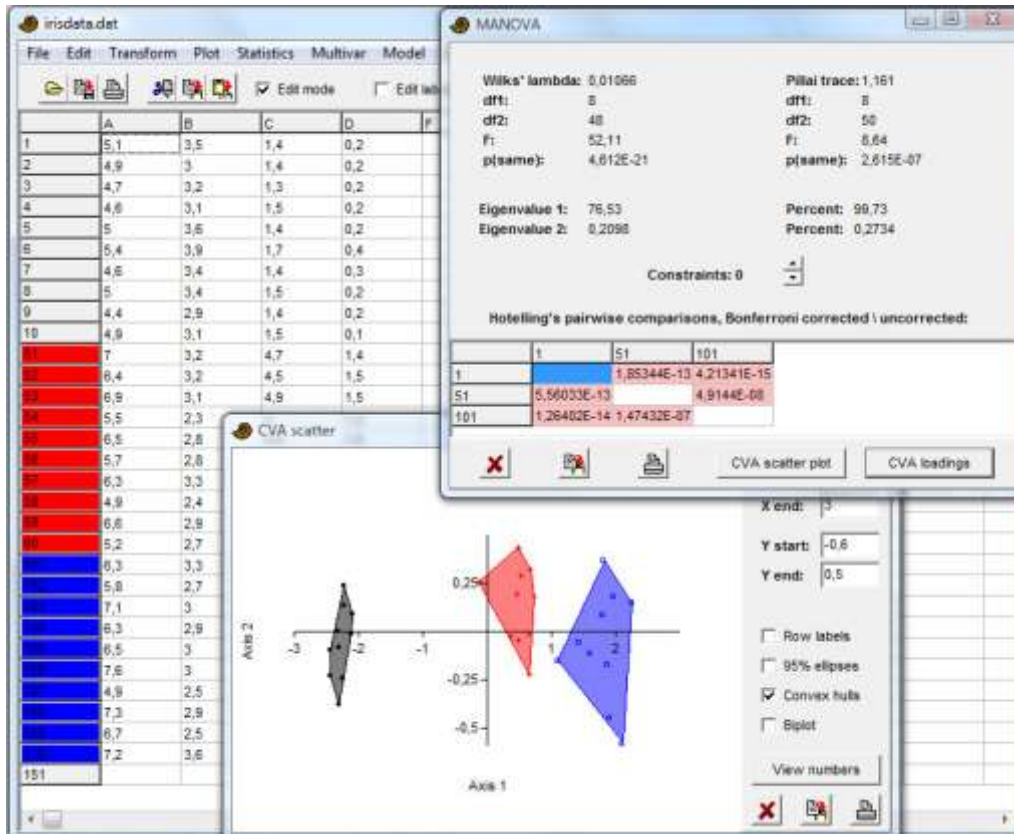 irisdata.dat
File Edit Transform Plot Statistics Multivar Model
Edit mode
Edit
A B C D
1 5,1 3,5 1,4 0,2
2 4,9 3 1,4 0,2
3 4,7 3,2 1,3 0,2
4 4,6 3,1 1,5 0,2
5 5 3,6 1,4 0,2
6 5,4 3,9 1,7 0,4
7 4,6 3,4 1,4 0,3
8 5 3,4 1,5 0,2
9 4,4 2,9 1,4 0,2
10 4,9 3,1 1,5 0,1
7 3,2 4,7 1,4
6,4 3,2 4,5 1,5
6,9 3,1 4,9 1,5
5,5 2,3
6,5 2,8
5,7 2,8
6,3 3,3
4,9 2,4
6,6 2,9
5,2 2,7
6,3 3,3
5,8 2,7
7,1 3
6,3 2,9
6,5 3
7,6 3
4,9 2,5
7,3 2,9
6,7 2,5
7,2 3,6
151
MANOVA
Wilks' lambda: 0,01066 Pillai trace: 1,161
df1: 8 df1: 8
df2: 48 df2: 50
F: 52,11 F: 8,64
p(same): 4,612E-21 p(same): 2,615E-07
Eigenvalue 1: 76,53 Percent: 99,73
Eigenvalue 2: 0,2098 Percent: 0,2734
Constraints: 0
Hotelling's pairwise comparisons, Bonferroni corrected \ uncorrected:
1 51 101
1 1,85344E-13 4,21341E-15
51 5,56033E-13 4,9144E-08
101 1,26402E-14 1,47432E-07
CVA scatter plot
CVA loadings
CVA scatter
0,25
-3 -2 -1 1 2
-0,25
-0,5
Axis 2
Axis 1
X end: 3
Y start: -0,6
Y end: 0,5
Row labels
95% ellipses
Convex hulls
Biplot
View numbers